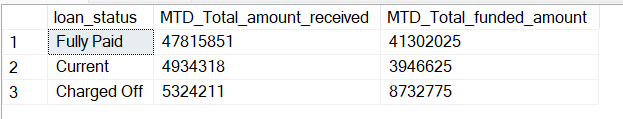 loan_status MTD_Total_amount_received MTD_Total_funded_amount
1 Fully Paid 47815851 41302025
2 Current 4934318 3946625
3 Charged Off 5324211 8732775